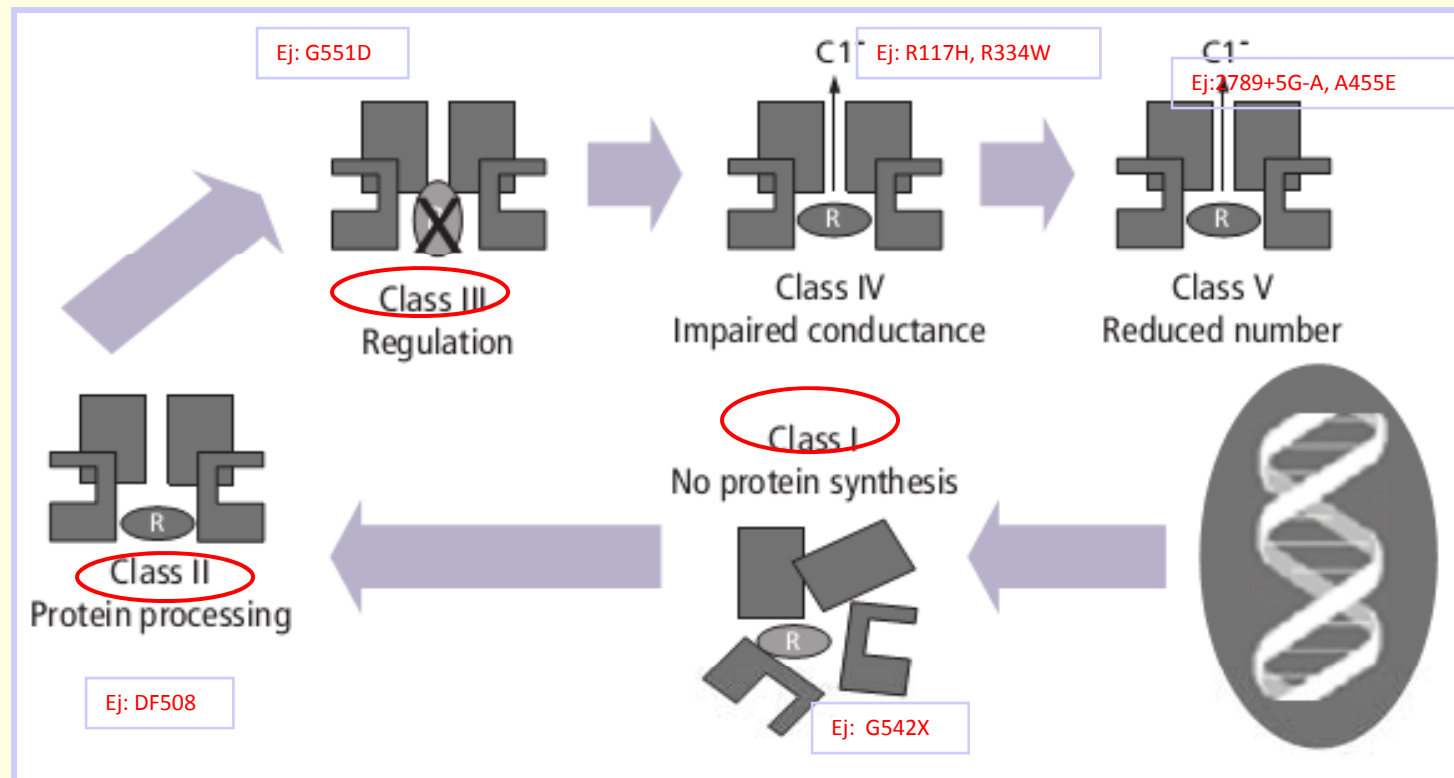 Ej: G551D
Cl-
Ej: R117H, R334W
Cl-
Ej:2789+5G-A, A455E
R
R
Class III
Regulation
Class IV
Impaired conductance
Class V
Reduced number
R
Class II
Protein processing
Ej: DF508
Class I
No protein synthesis
R
Ej: G542X